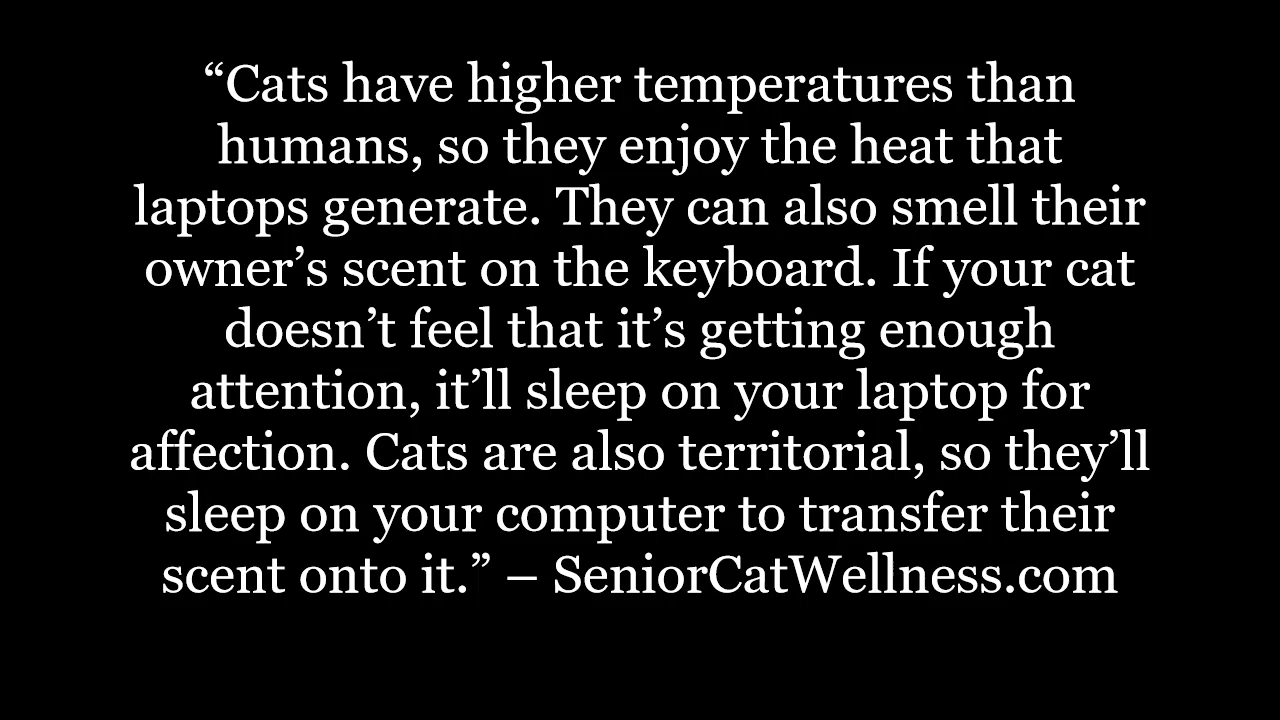 “Cats have higher temperatures than
humans, so they enjoy the heat that
laptops generate. They can also smell their
owner’s scent on the keyboard. If your cat
doesn’t feel that it’s getting enough
attention, it’ll sleep on your laptop for
affection. Cats are also territorial, so they’ll
sleep on your computer to transfer their
scent onto it.” – SeniorCatWellness.com